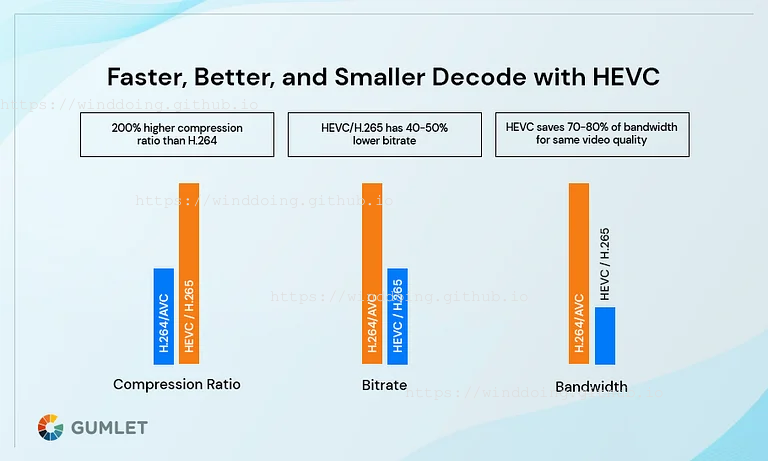 Faster, Better, and Smaller Decode with HEVC
https://winddoing.github.io
200% higher compression
ratio than H.264
HEVC/H.265 has 40-50%
lower bitrate
HEVC saves 70-80% of bandwidth
for same video quality
https://winddoing.github.io
H.264/AVC
HEVC / H.265
H.264/AVC
HEVC / H.265
H.264/AVC
HEVC / H.265
https://winddoing.github.io
Compression Ratio
Bitrate
Bandwidth
https://winddoing.github.io
GUMLET